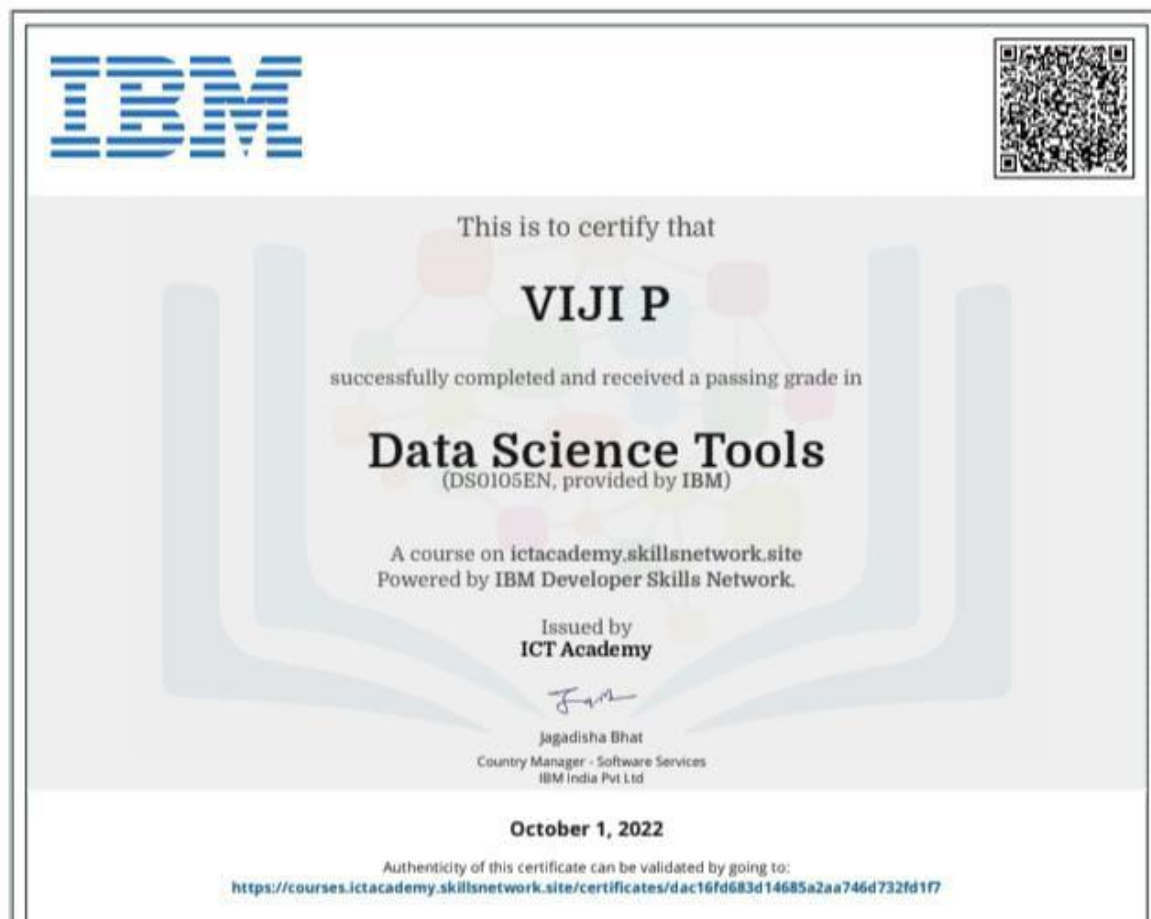 IBM
This is to certify that
VIJI P
successfully completed and received a passing grade in
Data Science Tools
(DS0105EN, provided by IBM)
A course on ictacademy.skillsnetwork.site
Powered by IBM Developer Skills Network.
Issued by
ICT Academy
Jagadisha Bhat
Country Manager - Software Services
IBM India Pvt Ltd
October 1, 2022
Authenticity of this certificate can be validated by going to:
https://courses.ictacademy.skillsnetwork.site/certificates/dac16fd683d14685a2aa746d732fd1f7